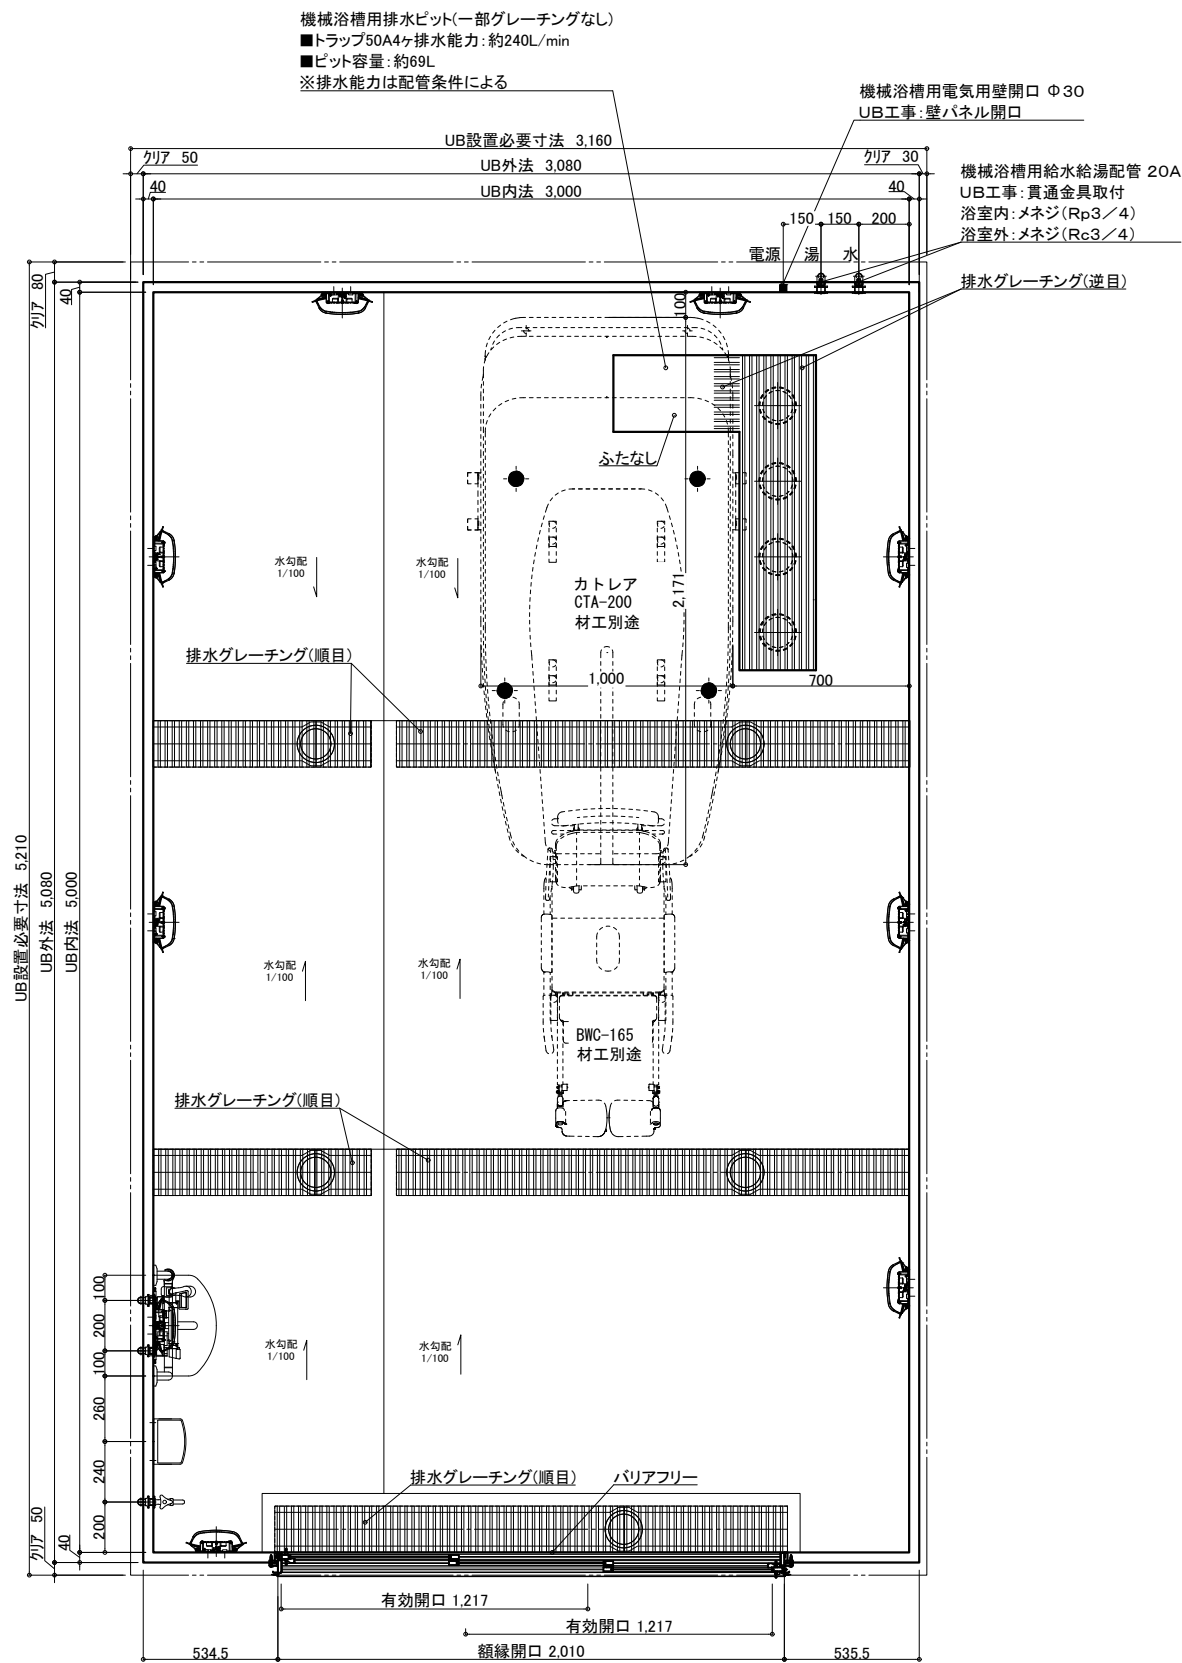 機械浴槽用排水ピット(一部グレーチングなし)
■トラップ50A4ヶ排水能力:約240L/min
■ピット容量:約69L
※排水能力は配管条件による
機械浴槽用電気用壁開口 Φ30
UB工事:壁パネル開口
機械浴槽用給水給湯配管 20A
UB工事:貫通金具取付
浴室内:メネジ(Rp3/4)
浴室外:メネジ(Rc3/4)
排水グレーチング(逆目)
UB設置必要寸法 3,160
クリア 50
UB外法 3,080
クリア 30
40
UB内法 3,000
40
150
150
200
電源
湯
水
クリア 80
40
100
ふたなし
水勾配
1/100
水勾配
1/100
カトレア
CTA-200
材工別途
2,171
排水グレーチング(順目)
1,000
700
UB設置必要寸法 5,210
UB外法 5,080
UB内法 5,000
水勾配
1/100
水勾配
1/100
BWC-165
材工別途
排水グレーチング(順目)
100
200
100
260
240
200
水勾配
1/100
水勾配
1/100
排水グレーチング(順目)
バリアフリー
クリア 50
40
有効開口 1,217
有効開口 1,217
534.5
額縁開口 2,010
535.5